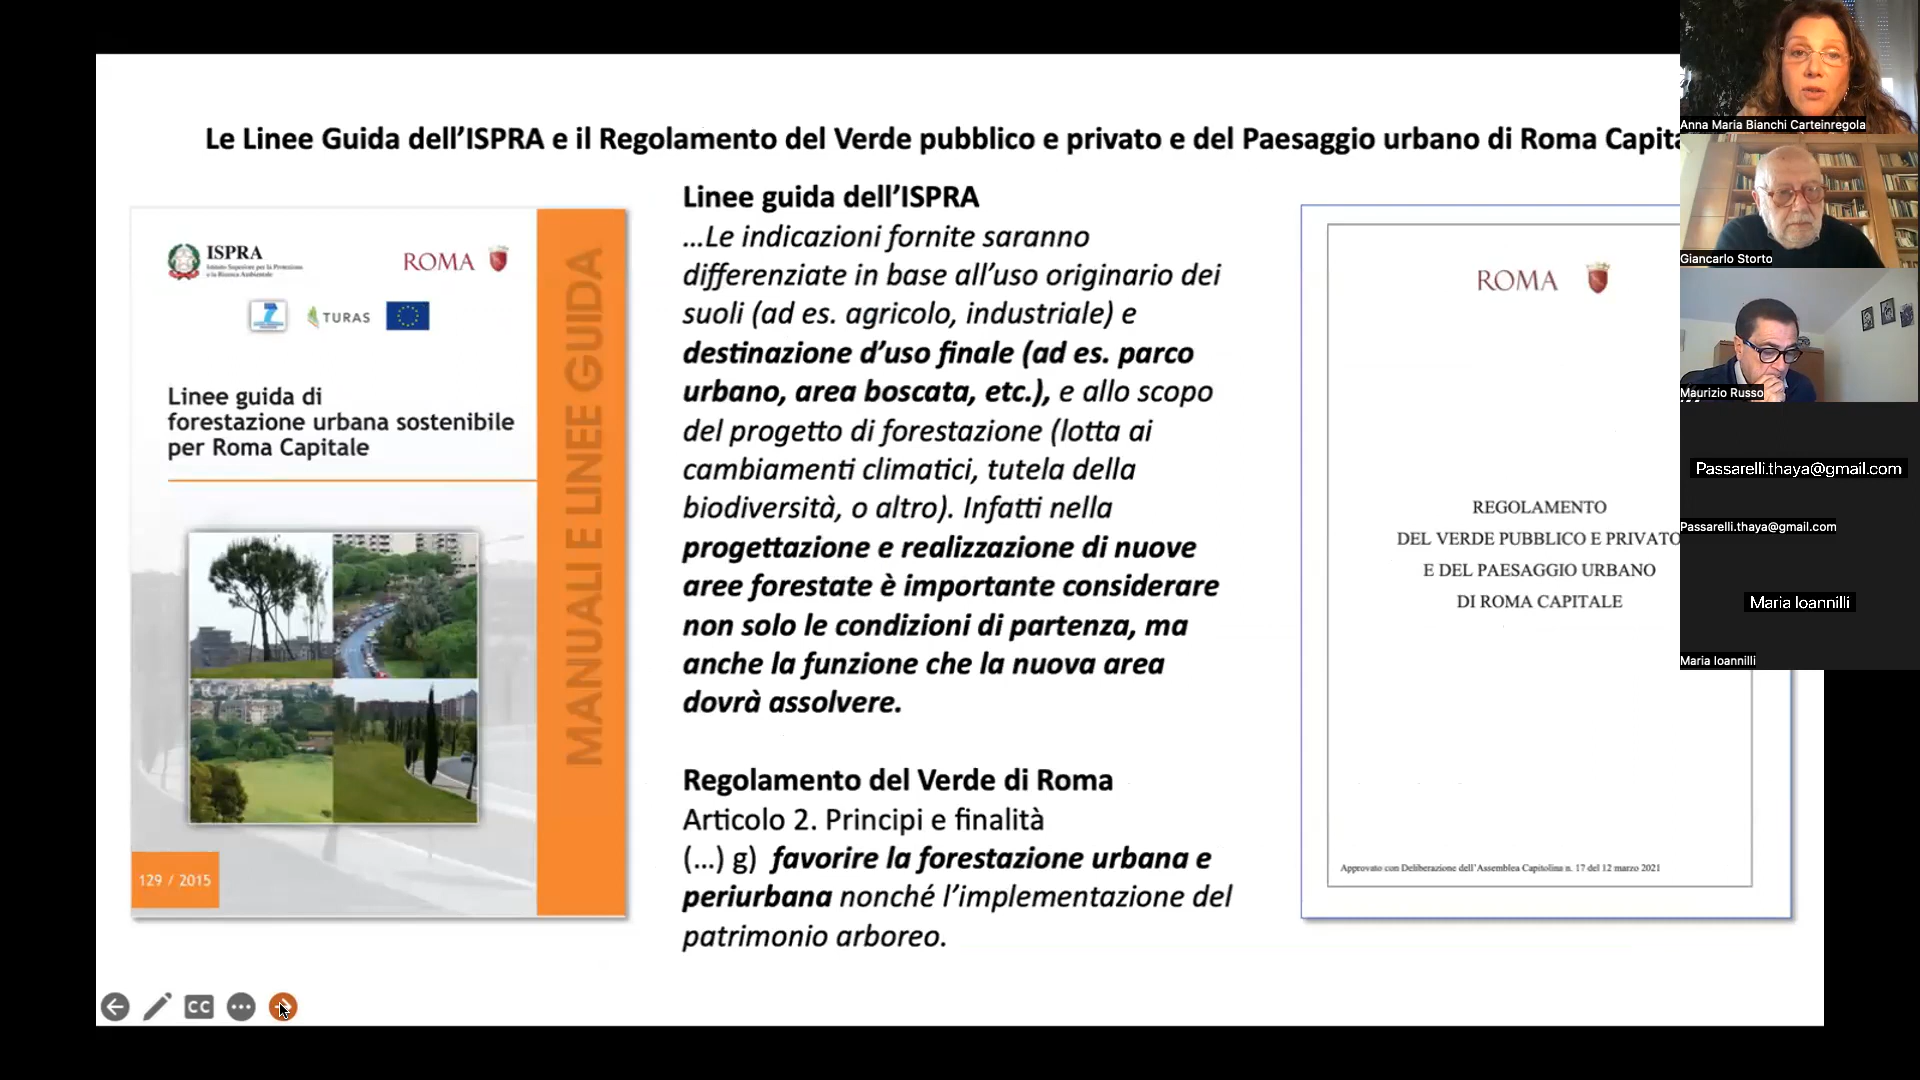 Le Linee Guida dell'ISPRA e il Regolamento del Verde pubblico e privato e del Paesaggio urbano di Roma Capita
ISPRA
Istituto Superiore per la Protezione
e la Ricerca Ambientale
ROMA
TURAS
Linee guida di
forestazione urbana sostenibile
per Roma Capitale
MANUALI E LINEE GUIDA
129 / 2015
Linee guida dell'ISPRA
...Le indicazioni fornite saranno
differenziate in base all'uso originario dei
suoli (ad es. agricolo, industriale) e
destinazione d'uso finale (ad es. parco
urbano, area boscata, etc.), e allo scopo
del progetto di forestazione (lotta ai
cambiamenti climatici, tutela della
biodiversità, o altro). Infatti nella
progettazione e realizzazione di nuove
aree forestate è importante considerare
non solo le condizioni di partenza, ma
anche la funzione che la nuova area
dovrà assolvere.
Regolamento del Verde di Roma
Articolo 2. Principi e finalità
(...) g) favorire la forestazione urbana e
periurbana nonché l'implementazione del
patrimonio arboreo.
ROMA
REGOLAMENTO
DEL VERDE PUBBLICO E PRIVATO
E DEL PAESAGGIO URBANO
DI ROMA CAPITALE
Approvato con Deliberazione dell'Assemblea Capitolina n. 17 del 12 marzo 2021
Anna Maria Bianchi Carteinregola
Giancarlo Storto
Maurizio Russo
Passarelli.thaya@gmail.com
Passarelli.thaya@gmail.com
Maria Ioannilli
Maria Ioannilli
CC